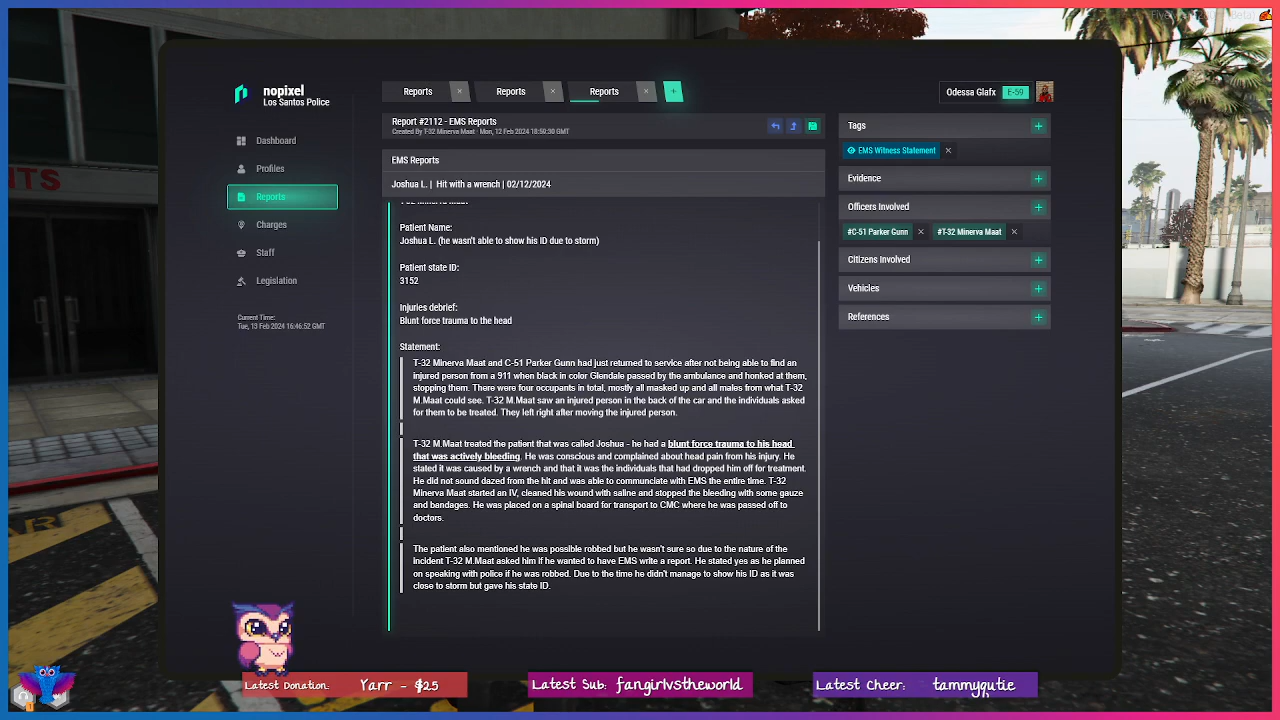 nopixel
Los Santos Police
Reports
Reports
Reports
Odessa Glafx E-59
Dashboard
Profiles
Reports
Charges
Staff
Legislation
Current Time:
Tue, 13 Feb 2024 16:46:52 GMT
Report #2112 - EMS Reports
Created By T-32 Minerva Maat - Mon, 12 Feb 2024 18:59:30 GMT
EMS Reports
Joshua L. | Hit with a wrench | 02/12/2024
Patient Name:
Joshua L. (he wasn't able to show his ID due to storm)
Patient state ID:
3152
Injuries debrief:
Blunt force trauma to the head
Statement:
T-32 Minerva Maat and C-51 Parker Gunn had just returned to service after not being able to find an
injured person from a 911 when black in color Glendale passed by the ambulance and honked at them,
stopping them. There were four occupants in total, mostly all masked up and all males from what T-32
M.Maat could see. T-32 M.Maat saw an injured person in the back of the car and the individuals asked
for them to be treated. They left right after moving the injured person.
T-32 M.Maat treated the patient that was called Joshua - he had a blunt force trauma to his head
that was actively bleeding. He was conscious and complained about head pain from his injury. He
stated it was caused by a wrench and that it was the individuals that had dropped him off for treatment.
He did not sound dazed from the hit and was able to communciate with EMS the entire time. T-32
Minerva Maat started an IV, cleaned his wound with saline and stopped the bleeding with some gauze
and bandages. He was placed on a spinal board for transport to CMC where he was passed off to
doctors.
The patient also mentioned he was possible robbed but he wasn't sure so due to the nature of the
incident T-32 M.Maat asked him if he wanted to have EMS write a report. He stated yes as he planned
on speaking with police if he was robbed. Due to the time he didn't manage to show his ID as it was
close to storm but gave his state ID.
Tags
EMS Witness Statement
Evidence
Officers Involved
#C-51 Parker Gunn
#T-32 Minerva Maat
Citizens Involved
Vehicles
References
Latest Donation: Yarr - $25
Latest Sub: fangirlvstheworld
Latest Cheer: tammyqutie